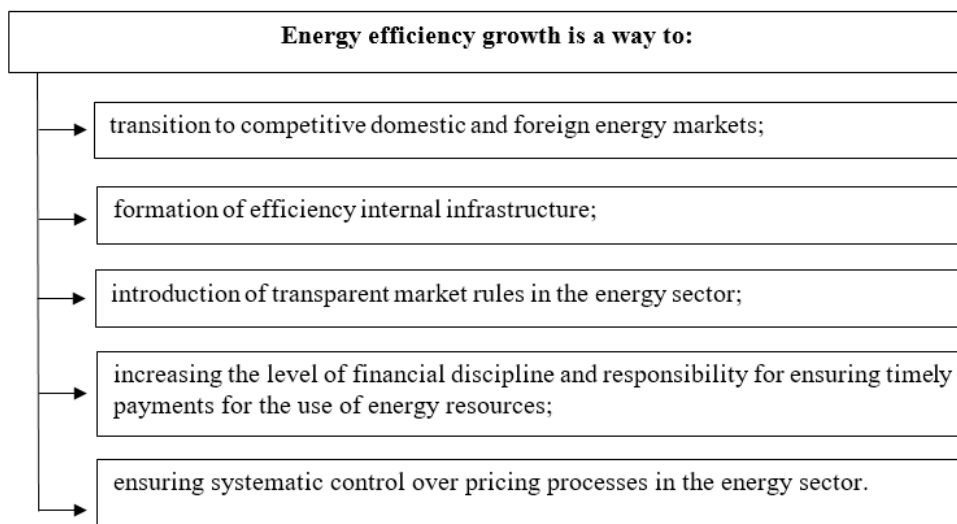 Energy efficiency growth is a way to:
transition to competitive domestic and foreign energy markets;
formation of efficiency internal infrastructure;
introduction of transparent market rules in the energy sector;
increasing the level of financial discipline and responsibility for ensuring timely
payments for the use of energy resources;
ensuring systematic control over pricing processes in the energy sector.